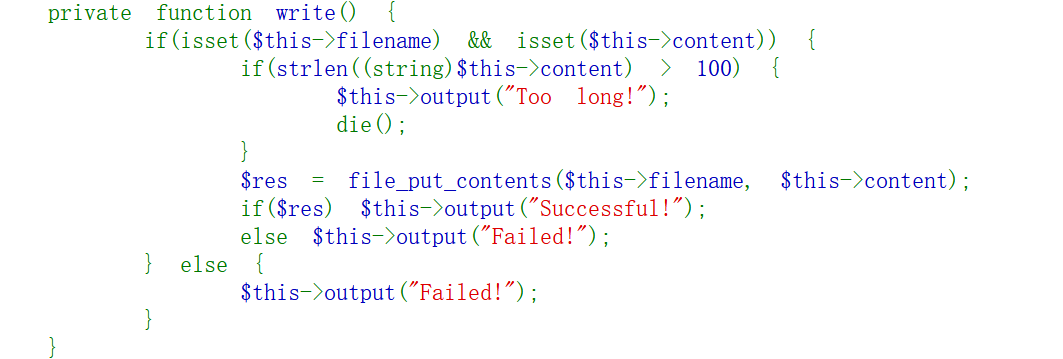 private function write() {
if(isset($this->filename) && isset($this->content)) {
if(strlen((string)$this->content) > 100) {
$this->output("Too long!");
die();
}
$res = file_put_contents($this->filename, $this->content);
if($res) $this->output("Successful!");
else $this->output("Failed!");
} else {
$this->output("Failed!");
}
}